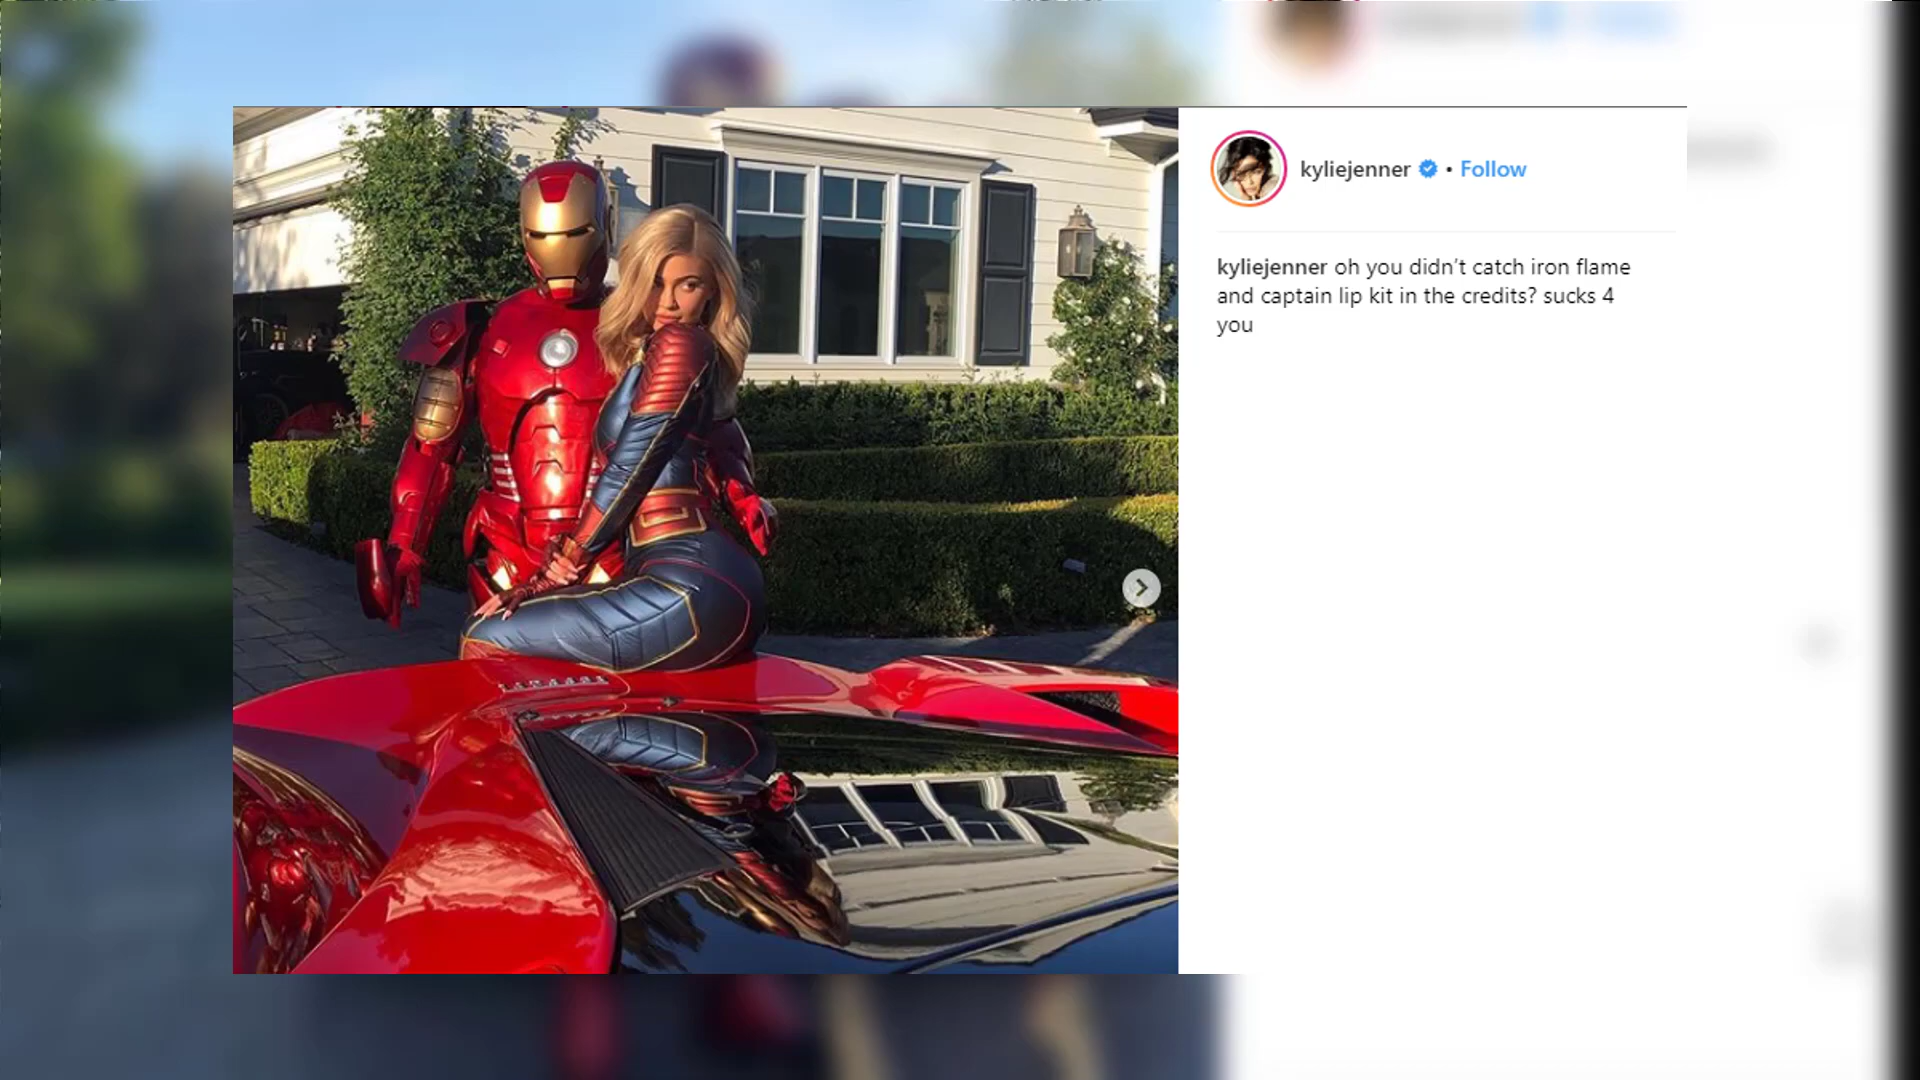 kyliejenner • Follow
kyliejenner oh you didn't catch iron flame
and captain lip kit in the credits? sucks 4
you